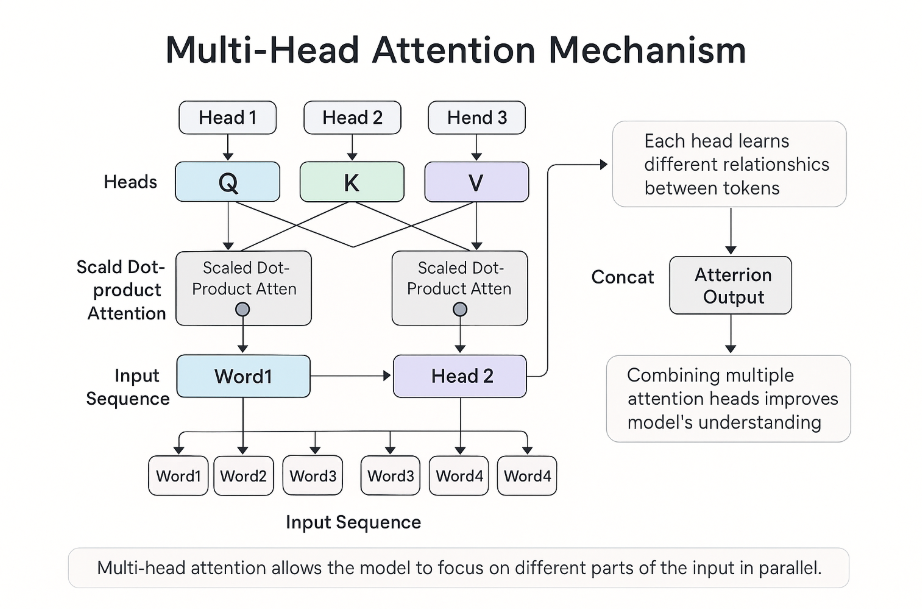 Multi-Head Attention Mechanism
Head 1
Head 2
Hend 3
Heads
Q
K
V
Each head learns
different relationshics
between tokens
Scald Dot-
product
Attention
Scaled Dot-
Product Atten
Scaled Dot-
Product Atten
Concat
Atterrion
Output
Input
Sequence
Word1
Head 2
Combining multiple
attention heads improves
model's understanding
Word1
Word2
Word3
Word3
Word4
Word4
Input Sequence
Multi-head attention allows the model to focus on different parts of the input in parallel.